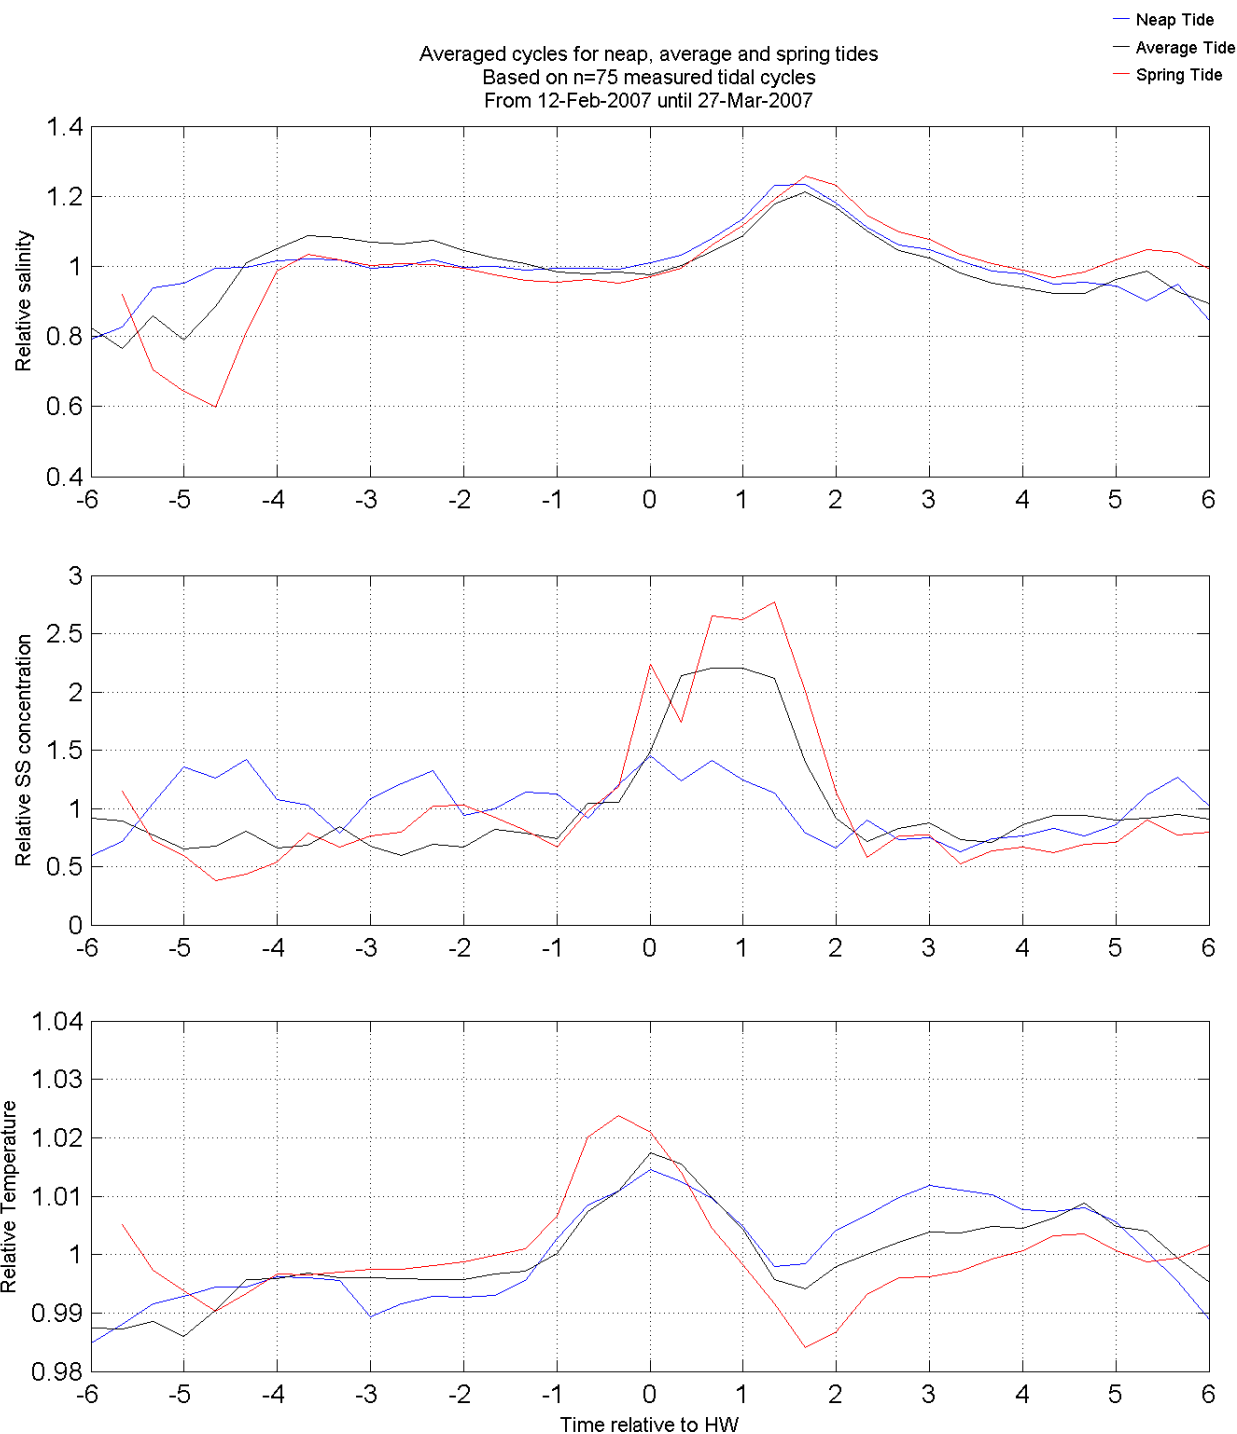 Neap Tide
Average Tide
Spring Tide
Averaged cycles for neap, average and spring tides
Based on n=75 measured tidal cycles
From 12-Feb-2007 until 27-Mar-2007
Relative salinity
1.4
1.2
1
0.8
0.6
0.4
-6 -5 -4 -3 -2 -1 0 1 2 3 4 5 6
Relative SS concentration
3
2.5
2
1.5
1
0.5
0
-6 -5 -4 -3 -2 -1 0 1 2 3 4 5 6
Relative Temperature
1.04
1.03
1.02
1.01
1
0.99
0.98
-6 -5 -4 -3 -2 -1 0 1 2 3 4 5 6
Time relative to HW